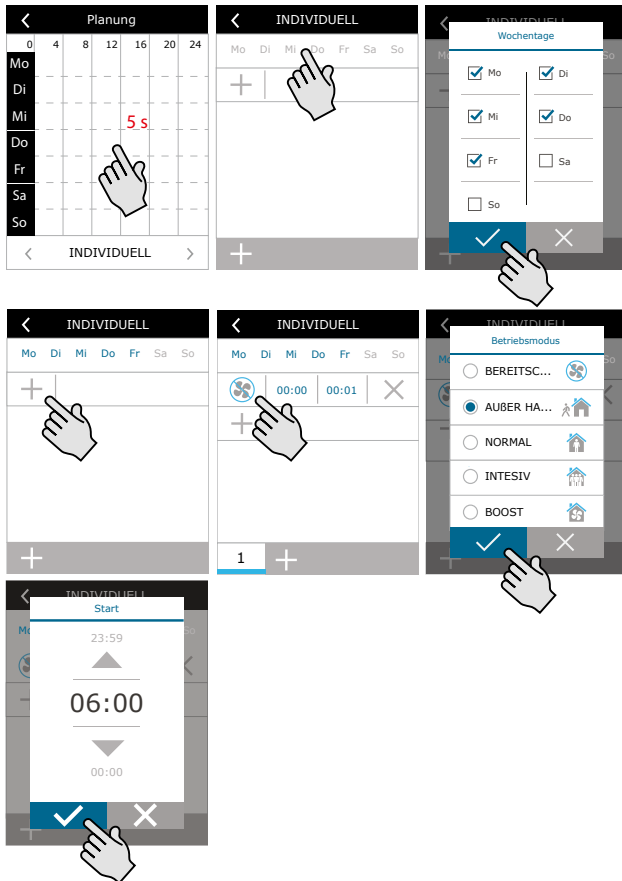 Planung
0 4 8 12 16 20 24
Mo
Di
Mi
5 s
Do
Fr
Sa
So
INDIVIDUELL
INDIVIDUELL
Mo Di Mi Do Fr Sa So
INDIVIDUELL
Wochentage
Mo Di
Mi Do
Fr Sa
So
INDIVIDUELL
Mo Di Mi Do Fr Sa So
INDIVIDUELL
Mo Di Mi Do Fr Sa So
00:00 00:01
1
INDIVIDUELL
Betriebsmodus
BEREITSC...
AUßER HA...
NORMAL
INTESIV
BOOST
INDIVIDUELL
Start
23:59
06:00
00:00